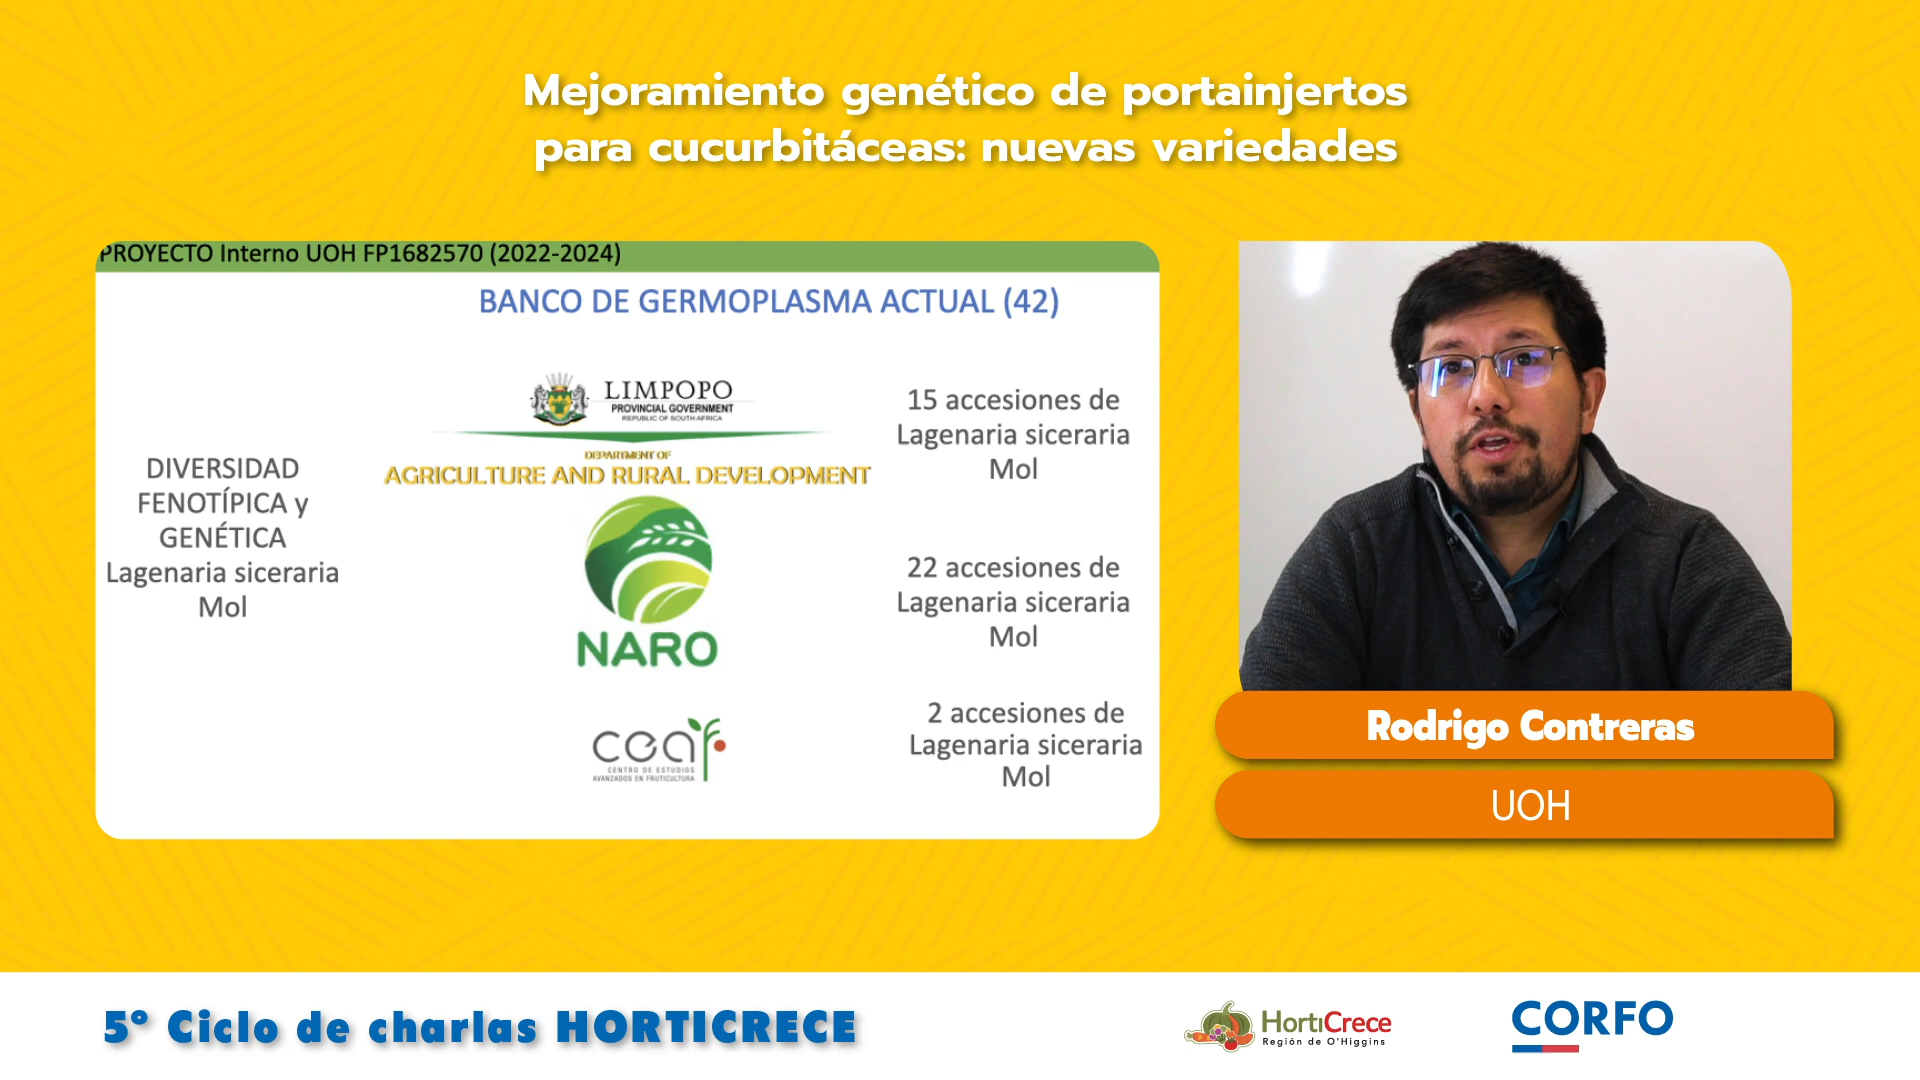 Mejoramiento genético de portainjertos
para cucurbitáceas: nuevas variedades
PROYECTO Interno UOH FP1682570 (2022-2024)
BANCO DE GERMOPLASMA ACTUAL (42)
DIVERSIDAD
FENOTÍPICA y
GENÉTICA
Lagenaria siceraria
Mol
LIMPOPO
PROVINCIAL GOVERNMENT
REPUBLIC OF SOUTH AFRICA
DEPARTMENT OF
AGRICULTURE AND RURAL DEVELOPMENT
15 accesiones de
Lagenaria siceraria
Mol
NARO
22 accesiones de
Lagenaria siceraria
Mol
ceaf
CENTRO DE ESTUDIOS
AVANZADOS EN FRUTICULTURA
2 accesiones de
Lagenaria siceraria
Mol
Rodrigo Contreras
UOH
5º Ciclo de charlas HORTICRECE
HortiCrece
Región de O'Higgins
CORFO